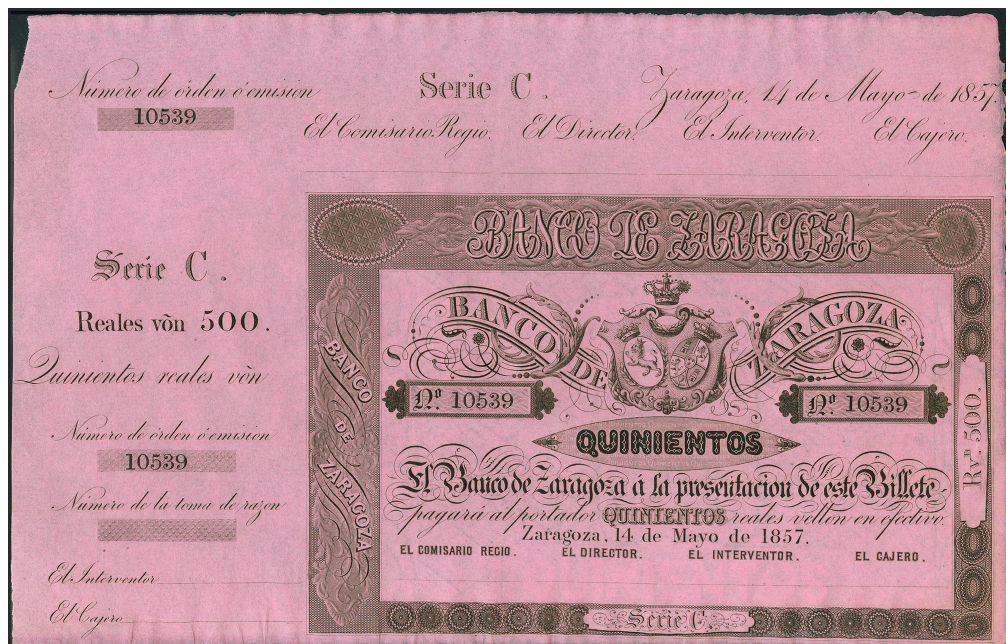 Número de órden ó emision
10539
Serie C.
Zaragoza, 14 de Mayo de 1857.
El Comisario Regio. El Director. El Interventor. El Cajero.
Serie C.
Reales vòn 500.
Quinientos reales vòn
Número de órden ó emision
10539
Número de la toma de razon
El Interventor
El Cajero
BANCO DE ZARAGOZA
BANCO DE ZARAGOZA
BANCO DE ZARAGOZA
Nº 10539
Nº 10539
QUINIENTOS
El Banco de Zaragoza á la presentacion de este Billete
pagará al portador QUINIENTOS reales vellon en efectivo.
Zaragoza, 14 de Mayo de 1857.
EL COMISARIO REGIO. EL DIRECTOR. EL INTERVENTOR. EL CAJERO.
Rvⁿ 500.
Serie C.